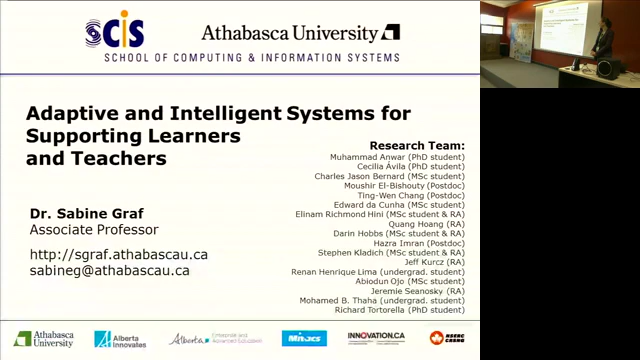 SCIS
Athabasca University
SCHOOL OF COMPUTING & INFORMATION SYSTEMS
Adaptive and Intelligent Systems for
Supporting Learners
and Teachers
Dr. Sabine Graf
Associate Professor
http://sgraf.athabascau.ca
sabineg@athabascau.ca
Research Team:
Muhammad Anwar (PhD student)
Cecilia Ávila (PhD student)
Charles Jason Bernard (MSc student)
Moushir El-Bishouty (Postdoc)
Ting-Wen Chang (Postdoc)
Edward da Cunha (MSc student)
Elinam Richmond Hini (MSc student & RA)
Quang Hoang (RA)
Darin Hobbs (MSc student & RA)
Hazra Imran (Postdoc)
Stephen Kladich (MSc student & RA)
Jeff Kurcz (RA)
Renan Henrique Lima (undergrad. student)
Abiodun Ojo (MSc student)
Jeremie Seanosky (RA)
Mohamed B. Thaha (undergrad. student)
Richard Tortorella (PhD student)
Athabasca
University
Alberta
Innovates
Alberta
Enterprise and
Advanced Education
Mitacs
INNOVATION.CA
NSERC
CRSNG